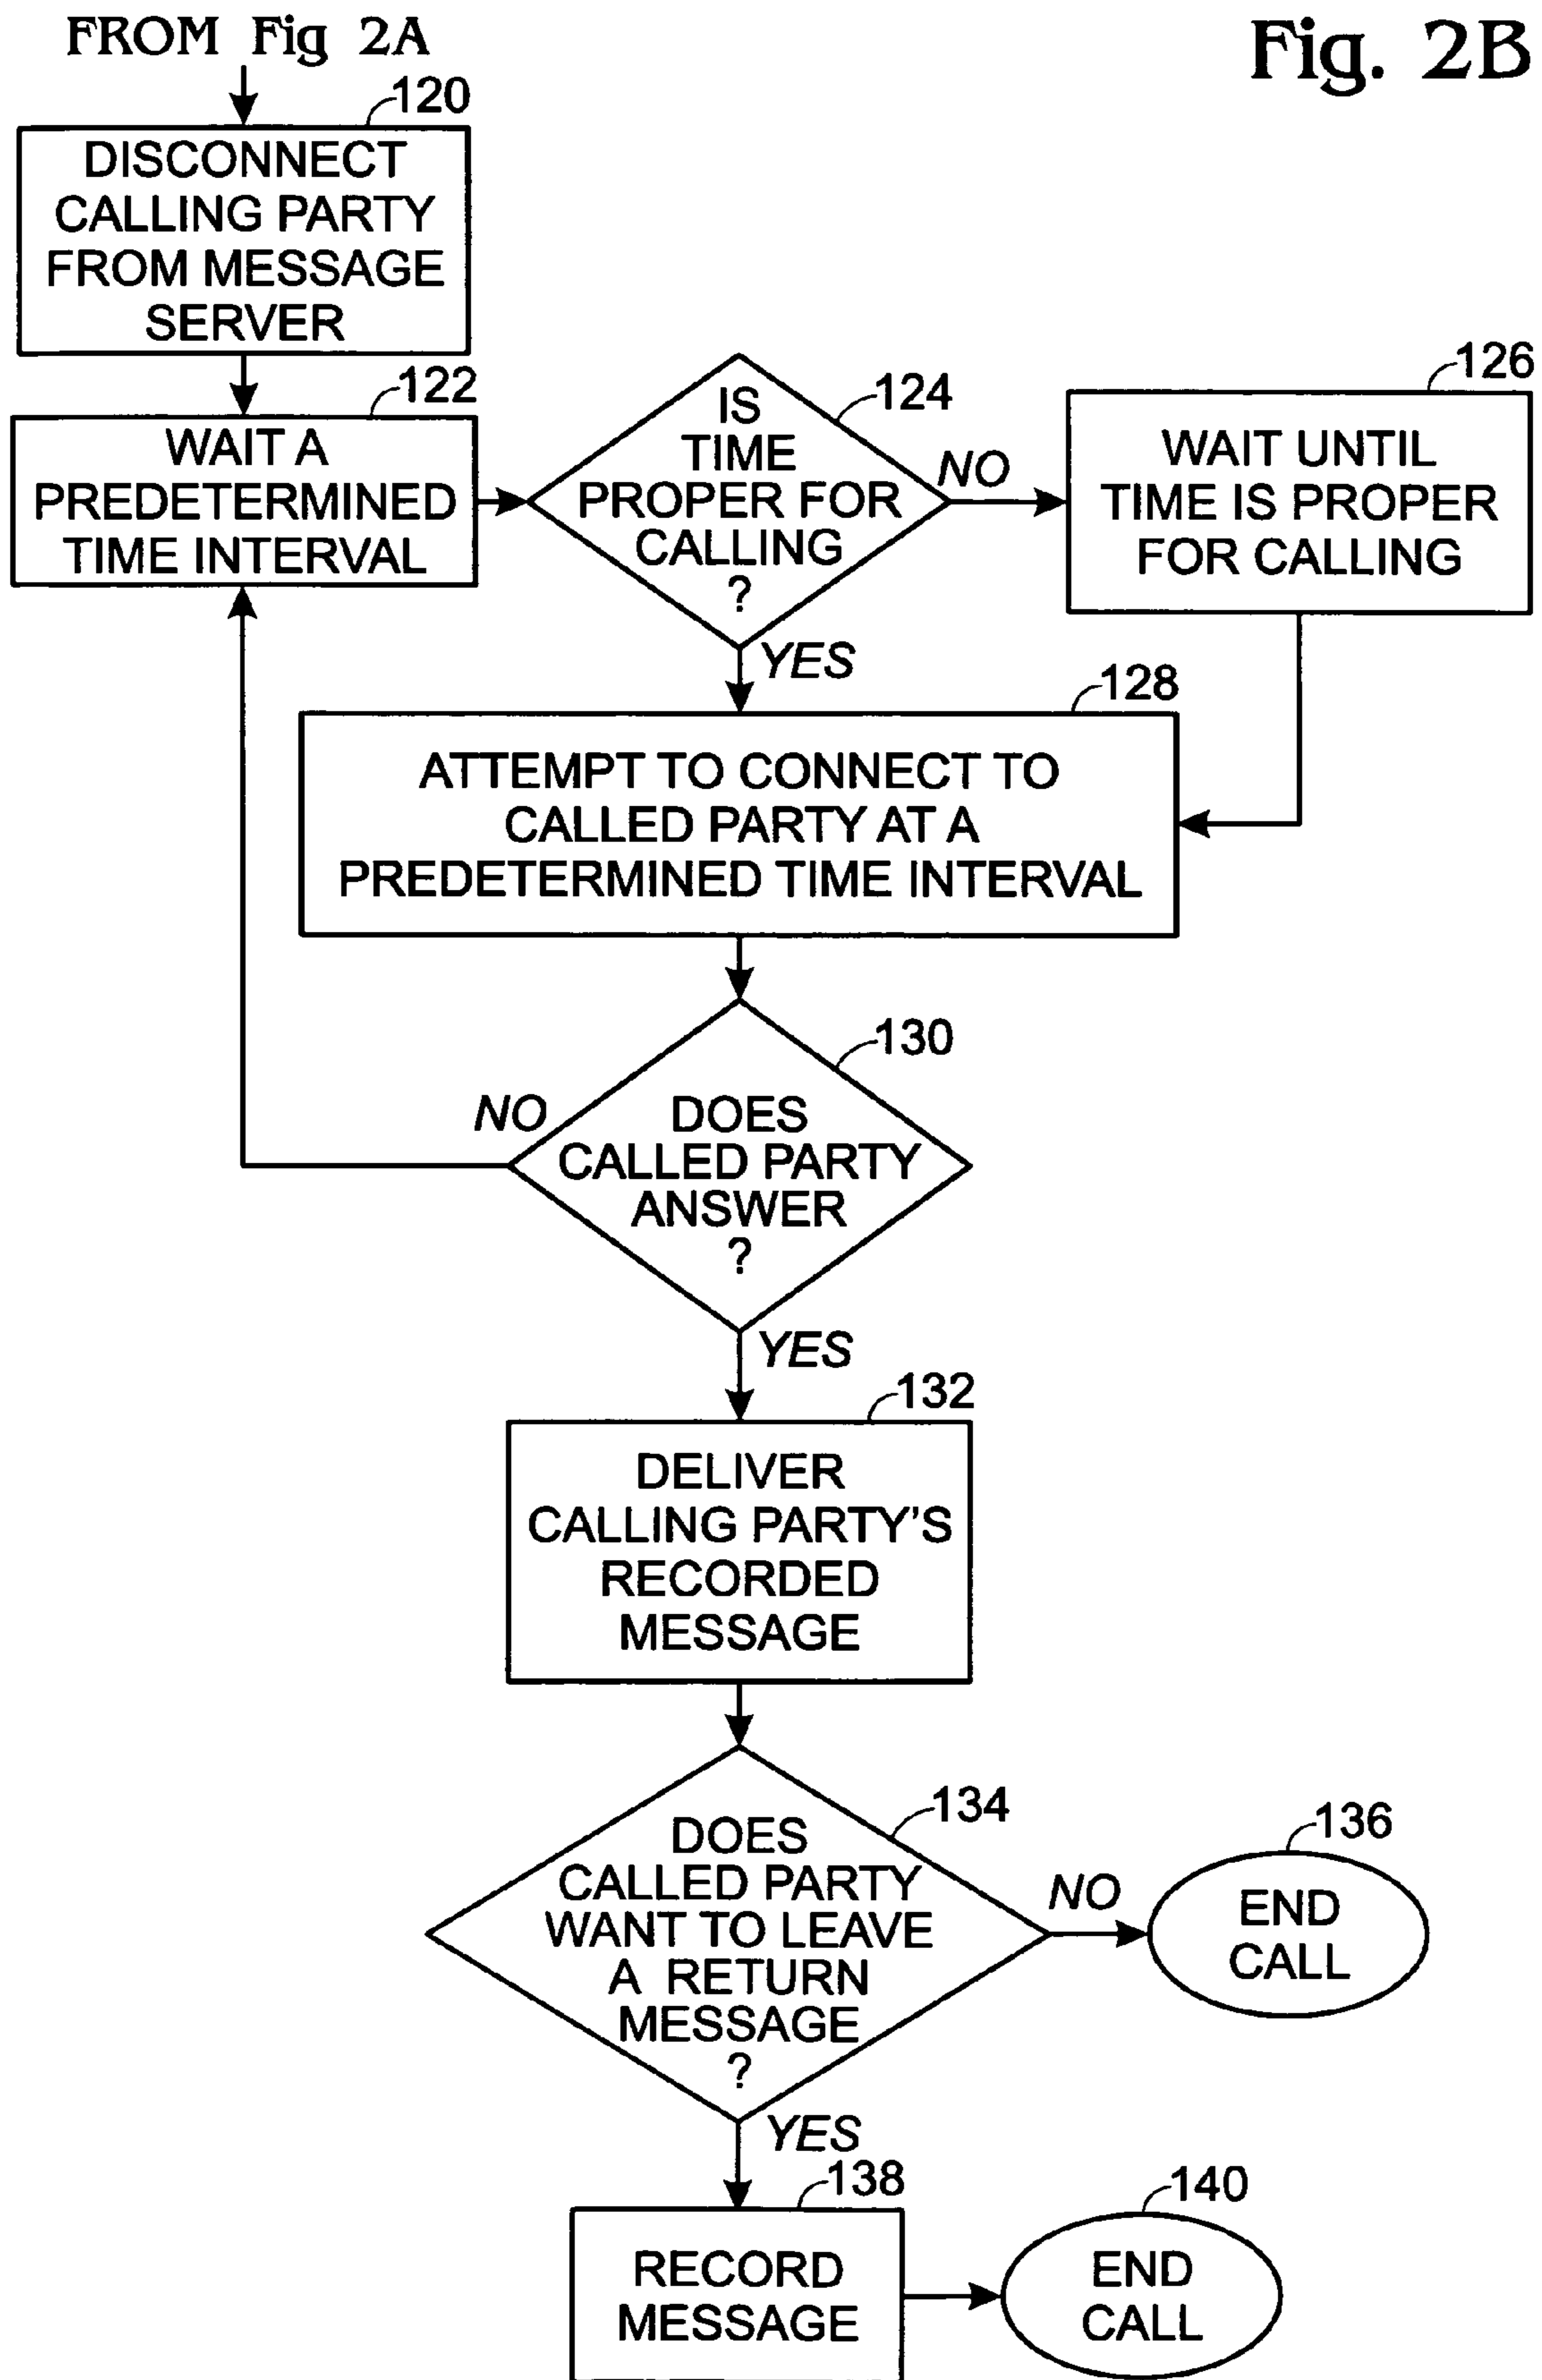 FROM Fig 2A
Fig. 2B
120
DISCONNECT
CALLING PARTY
FROM MESSAGE
SERVER
122
WAIT A
PREDETERMINED
TIME INTERVAL
124
IS
TIME
PROPER FOR
CALLING
?
NO
126
WAIT UNTIL
TIME IS PROPER
FOR CALLING
YES
128
ATTEMPT TO CONNECT TO
CALLED PARTY AT A
PREDETERMINED TIME INTERVAL
130
NO
DOES
CALLED PARTY
ANSWER
?
YES
132
DELIVER
CALLING PARTY'S
RECORDED
MESSAGE
134
DOES
CALLED PARTY
WANT TO LEAVE
A RETURN
MESSAGE
?
NO
136
END
CALL
YES
138
RECORD
MESSAGE
140
END
CALL